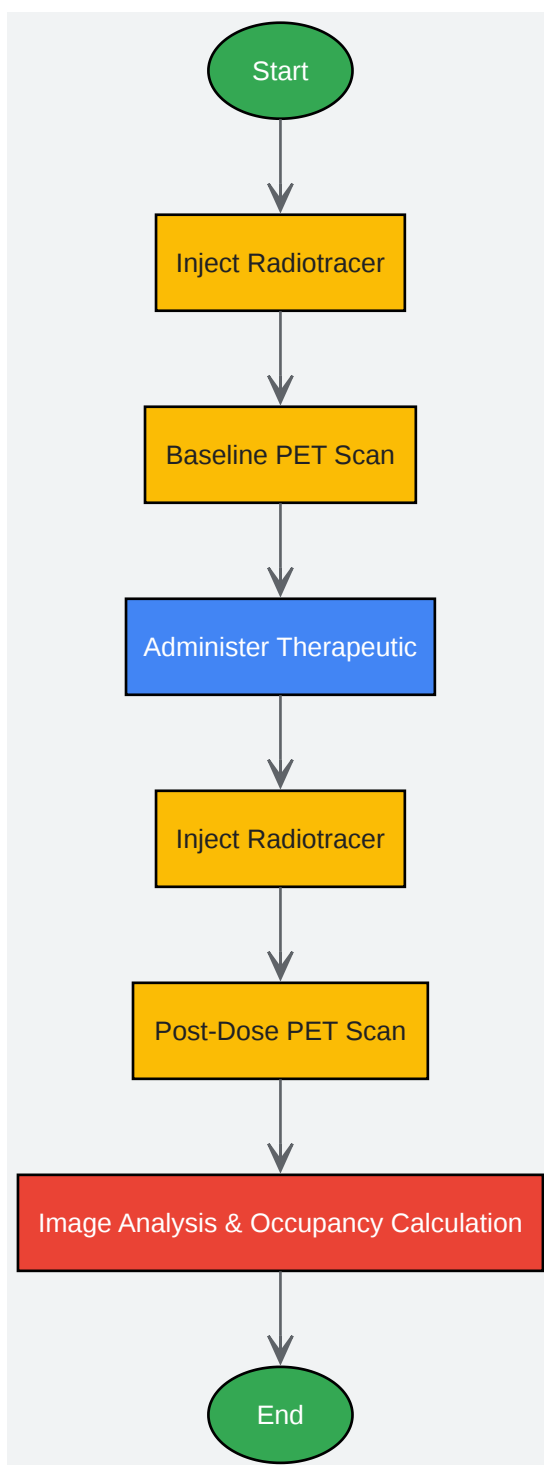 Start
Inject Radiotracer
Baseline PET Scan
Administer Therapeutic
Inject Radiotracer
Post-Dose PET Scan
Image Analysis & Occupancy Calculation
End